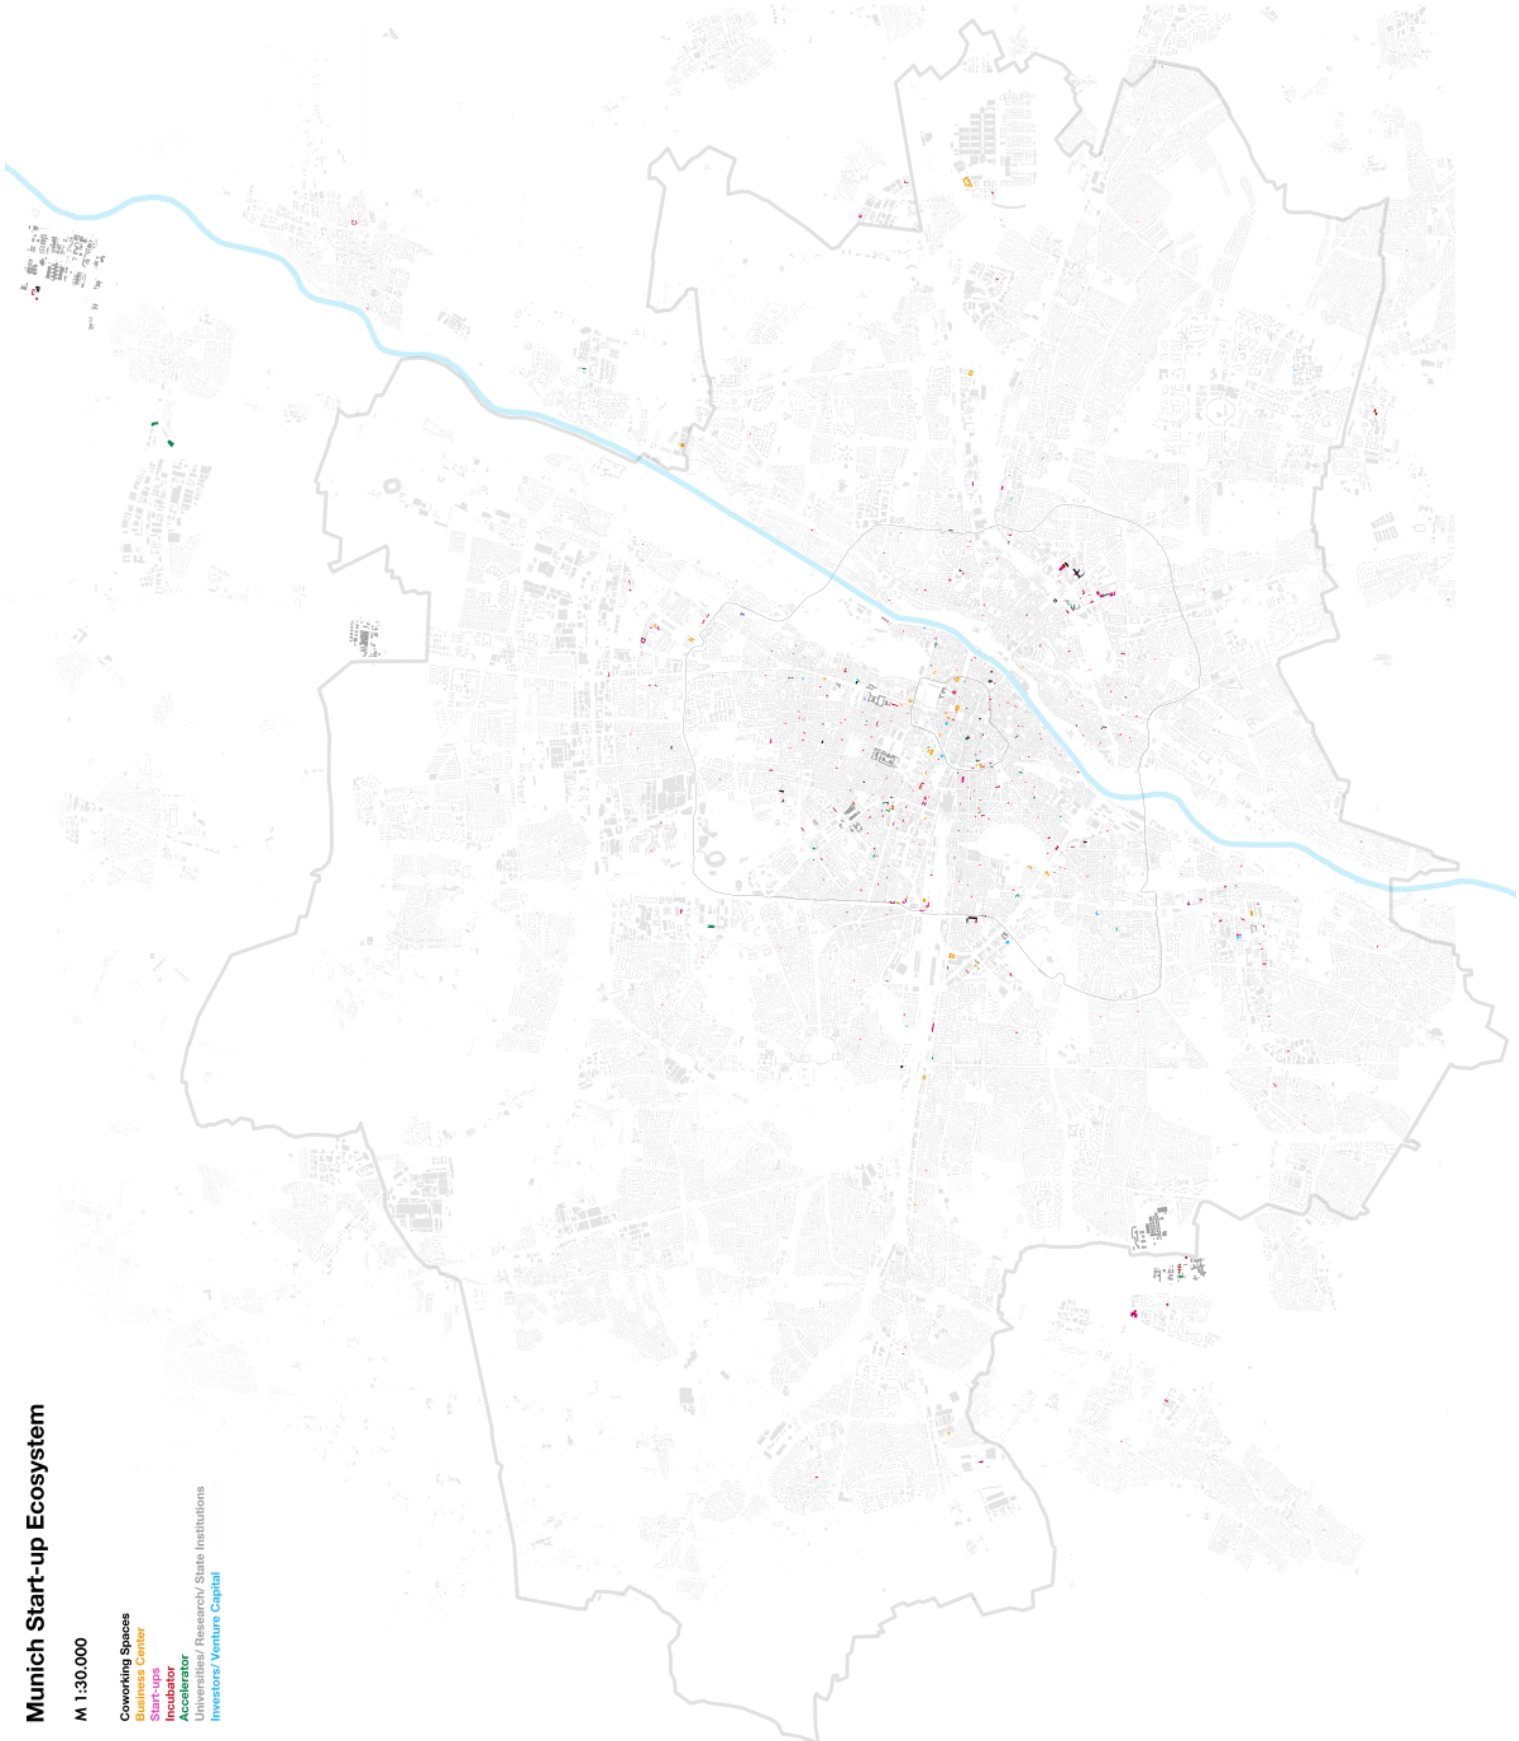 Munich Start-up Ecosystem
M 1:30.000
Coworking Spaces
Business Center
Start-ups
Incubator
Accelerator
Universities/ Research/ State Institutions
Investors/ Venture Capital